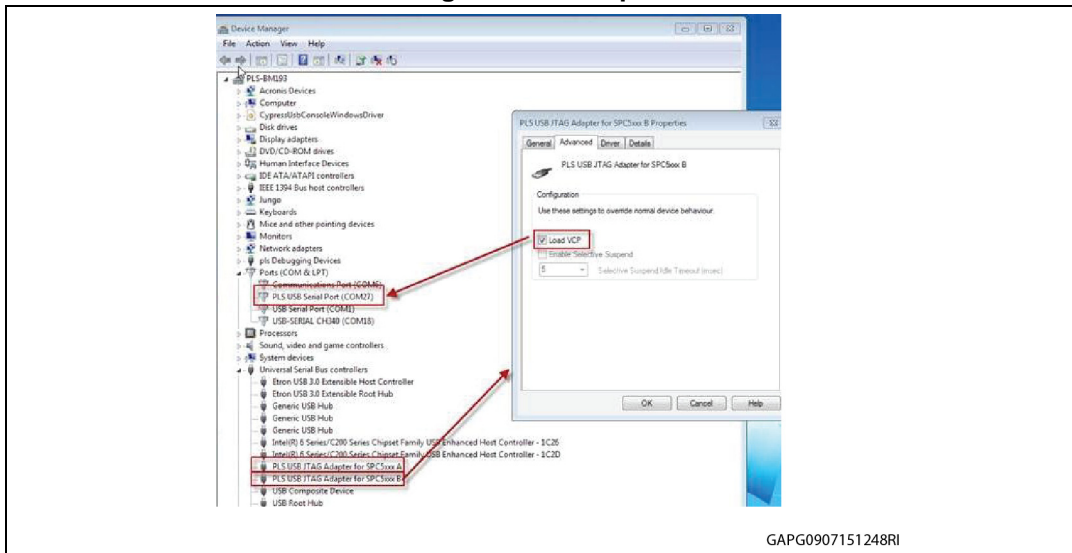 Device Manager
File Action View Help
PLS-BM193
Acronis Devices
Computer
CypressUsbConsoleWindowsDriver
Disk drives
Display adapters
DVD/CD-ROM drives
Human Interface Devices
IDE ATA/ATAPI controllers
IEEE 1394 Bus host controllers
Jungo
Keyboards
Mice and other pointing devices
Monitors
Network adapters
pls Debugging Devices
Ports (COM & LPT)
Communications Port (COM6)
PLS USB Serial Port (COM27)
USB Serial Port (COM1)
USB-SERIAL CH340 (COM18)
Processors
Sound, video and game controllers
System devices
Universal Serial Bus controllers
Etron USB 3.0 Extensible Host Controller
Etron USB 3.0 Extensible Root Hub
Generic USB Hub
Generic USB Hub
Generic USB Hub
Intel(R) 6 Series/C200 Series Chipset Family USB Enhanced Host Controller - 1C26
Intel(R) 6 Series/C200 Series Chipset Family USB Enhanced Host Controller - 1C2D
PLS USB JTAG Adapter for SPC5xxx A
PLS USB JTAG Adapter for SPC5xxx B
USB Composite Device
USB Root Hub
PLS USB JTAG Adapter for SPC5xxx B Properties
General Advanced Driver Details
PLS USB JTAG Adapter for SPC5xxx B
Configuration
Use these settings to override normal device behaviour.
Load VCP
Enable Selective Suspend
5 Selective Suspend Idle Timeout (msec)
OK Cancel Help
GAPG0907151248RI